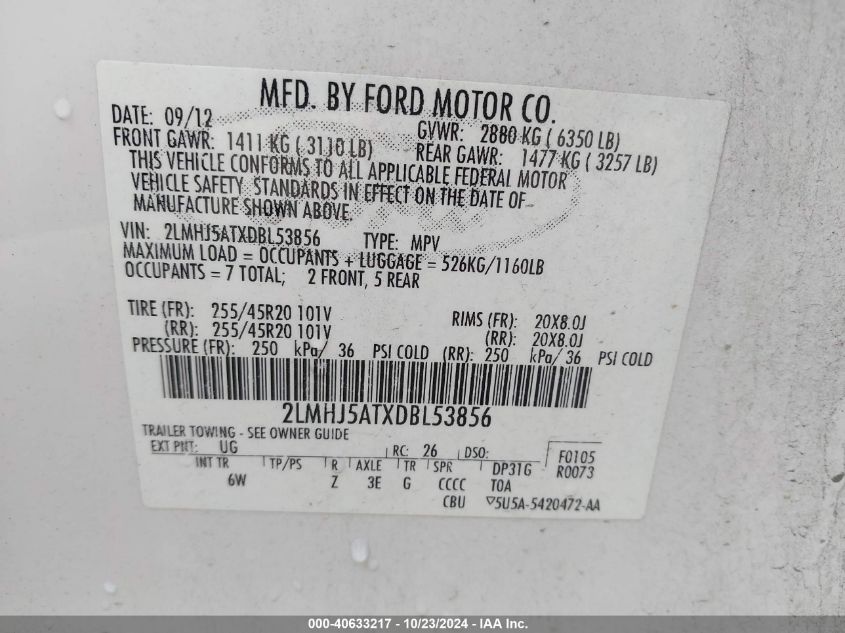 MFD. BY FORD MOTOR CO.
DATE: 09/12 GVWR: 2880 KG ( 6350 LB)
FRONT GAWR: 1411 KG ( 3110 LB) REAR GAWR: 1477 KG ( 3257 LB)
THIS VEHICLE CONFORMS TO ALL APPLICABLE FEDERAL MOTOR
VEHICLE SAFETY STANDARDS IN EFFECT ON THE DATE OF
MANUFACTURE SHOWN ABOVE.
VIN: 2LMHJ5ATXDBL53856 TYPE: MPV
MAXIMUM LOAD = OCCUPANTS + LUGGAGE = 526KG/1160LB
OCCUPANTS = 7 TOTAL; 2 FRONT, 5 REAR
TIRE (FR): 255/45R20 101V RIMS (FR): 20X8.0J
(RR): 255/45R20 101V (RR): 20X8.0J
PRESSURE (FR): 250 kPa/ 36 PSI COLD (RR): 250 kPa/ 36 PSI COLD
2LMHJ5ATXDBL53856
TRAILER TOWING - SEE OWNER GUIDE
EXT PNT: UG RC: 26 DSO: F0105
R0073
INT TR TP/PS R AXLE TR SPR DP31G
6W Z 3E G CCCC T0A
CBU ▽5U5A-5420472-AA
000-40633217 - 10/23/2024 - IAA Inc.